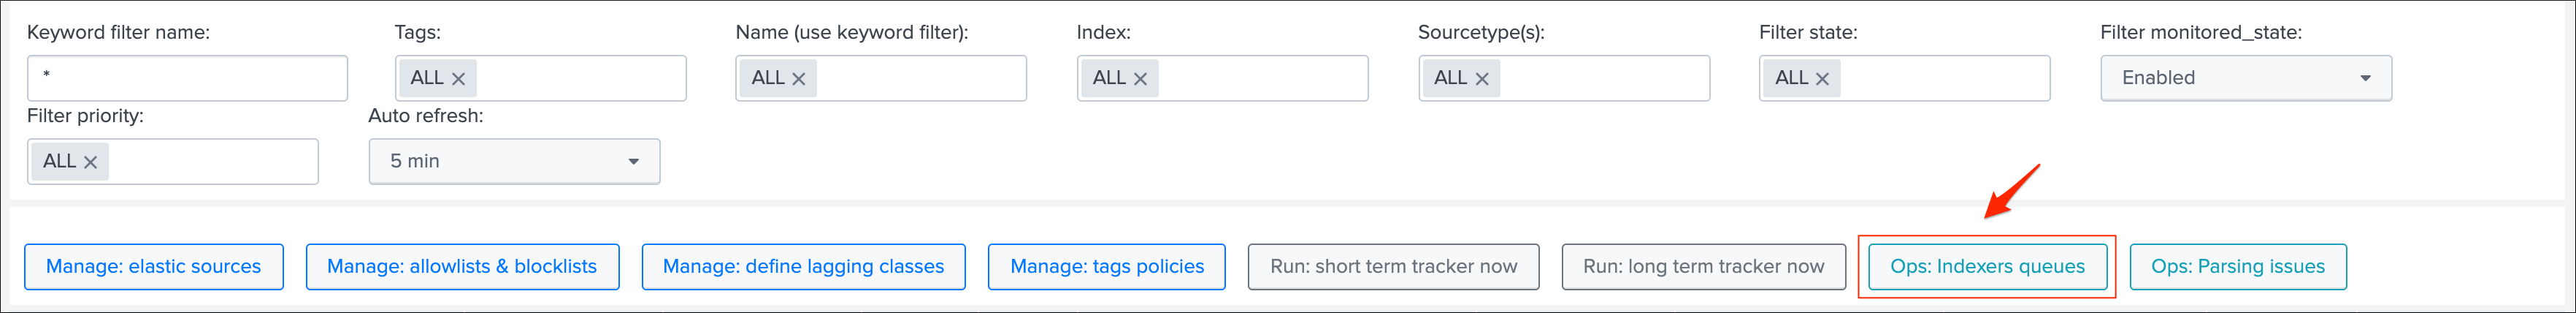 Keyword filter name: Tags: Name (use keyword filter): Index: Sourcetype(s): Filter state: Filter monitored_state:
* ALL × ALL × ALL × ALL × ALL × Enabled
Filter priority: Auto refresh:
ALL × 5 min
Manage: elastic sources Manage: allowlists & blocklists Manage: define lagging classes Manage: tags policies Run: short term tracker now Run: long term tracker now Ops: Indexers queues Ops: Parsing issues